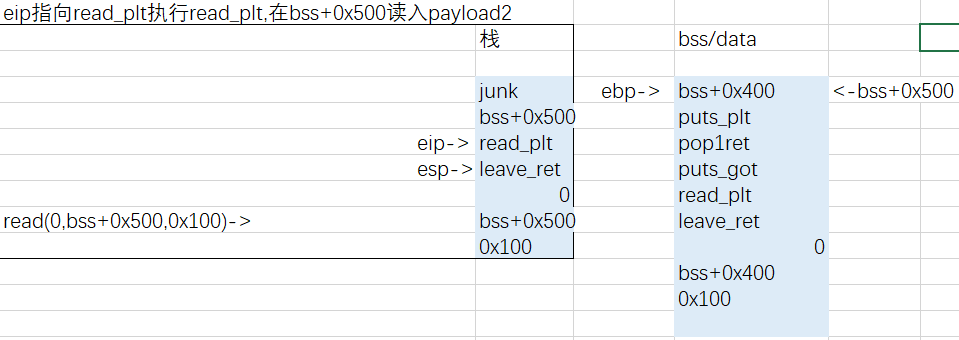 eip指向read_plt执行read_plt,在bss+0x500读入payload2
栈 bss/data
junk ebp-> bss+0x400 <-bss+0x500
bss+0x500 puts_plt
eip-> read_plt pop1ret
esp-> leave_ret puts_got
0 read_plt
read(0,bss+0x500,0x100)-> bss+0x500 leave_ret
0x100 0
bss+0x400
0x100